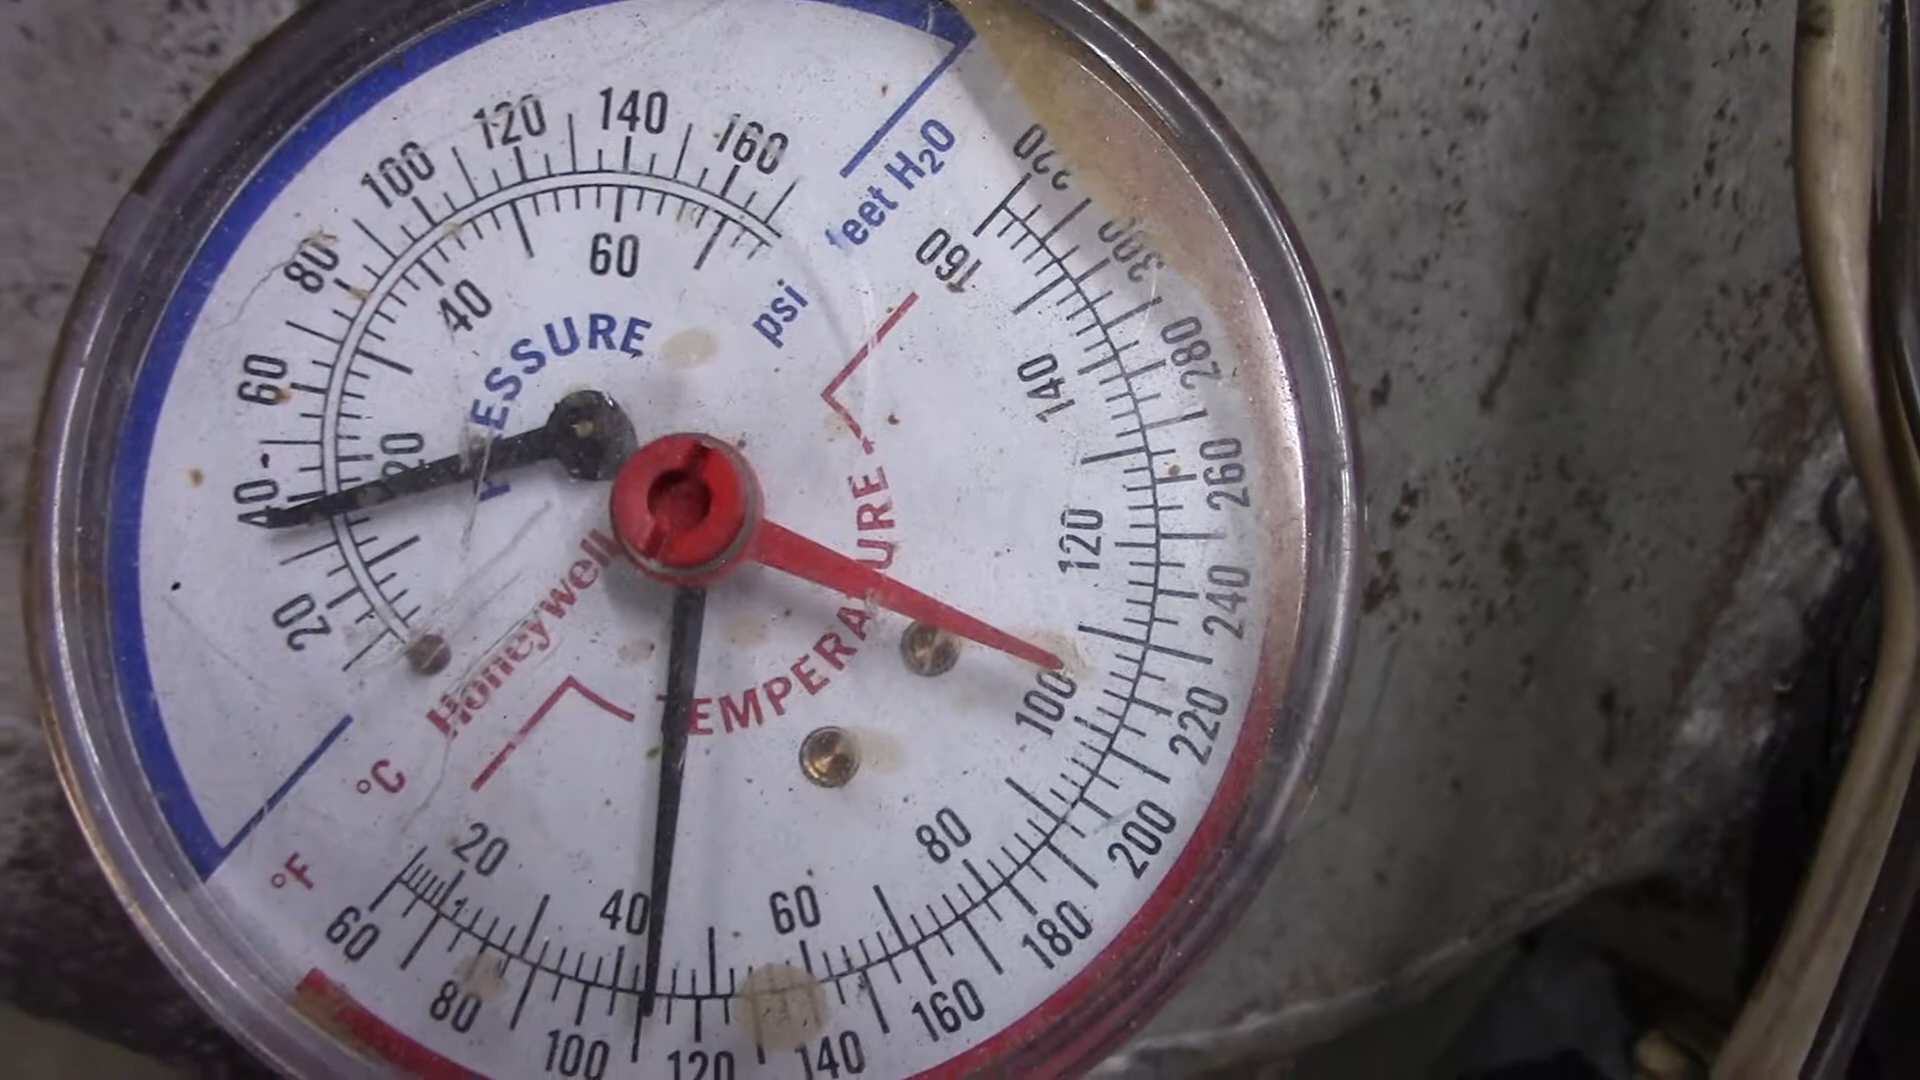 20 40 60 80 100 120 140 160
feet H₂O
20 40 60
psi
PRESSURE
Honeywell
TEMPERATURE
°C
20 40 60 80 100 120 140 160
°F
60 80 100 120 140 160 180 200 220 240 260 280 300